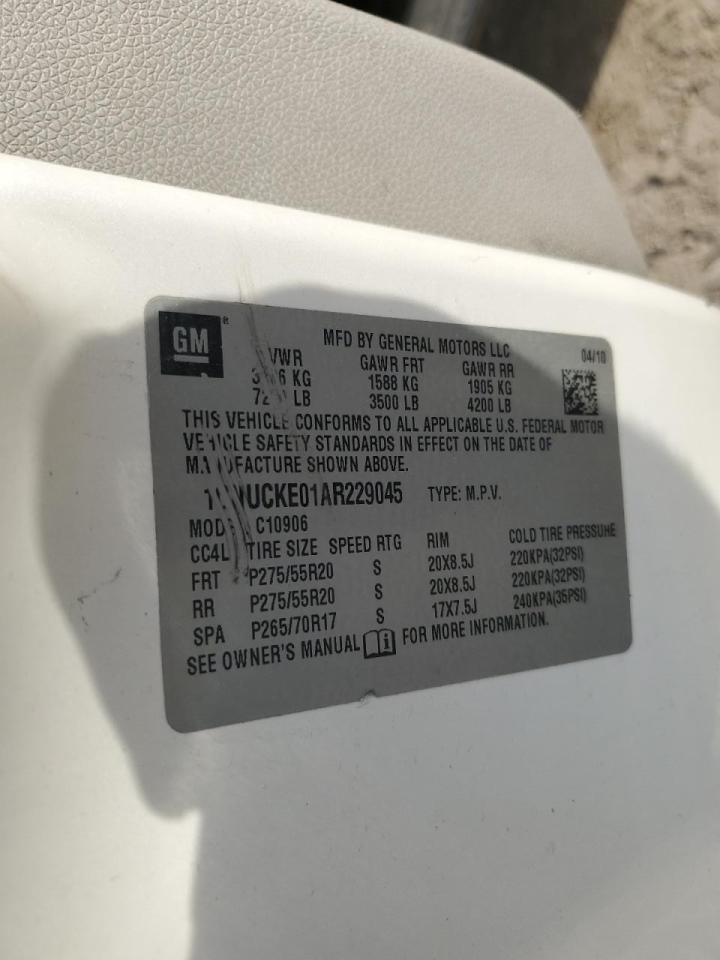 GM®
MFD BY GENERAL MOTORS LLC 04/10
GAWR FRT GAWR RR
KG 1588 KG 1905 KG
LB 3500 LB 4200 LB
THIS VEHICLE CONFORMS TO ALL APPLICABLE U.S. FEDERAL MOTOR
VEHICLE SAFETY STANDARDS IN EFFECT ON THE DATE OF
MANUFACTURE SHOWN ABOVE.
TYPE: M.P.V.
C10906
CC4L TIRE SIZE SPEED RTG RIM COLD TIRE PRESSURE
FRT P275/55R20 S 20X8.5J 220KPA(32PSI)
RR P275/55R20 S 20X8.5J 220KPA(32PSI)
SPA P265/70R17 S 17X7.5J 240KPA(35PSI)
SEE OWNER'S MANUAL i FOR MORE INFORMATION.